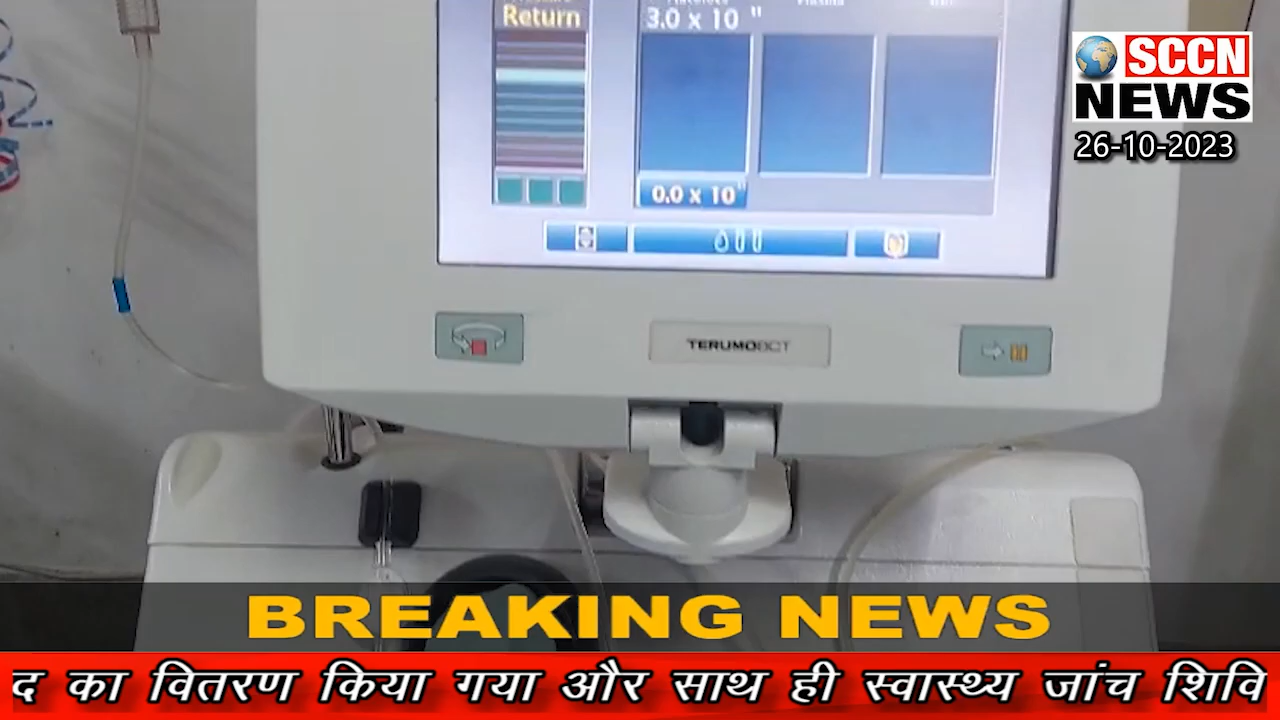 Return
3.0 x 10"
0.0 x 10"
SCCN
NEWS
26-10-2023
TERUMOBCT
BREAKING NEWS
द का वितरण किया गया और साथ ही स्वास्थ्य जांच शिवि